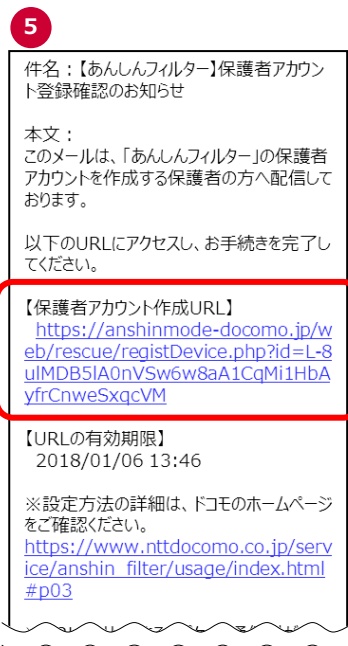 5
件名：【あんしんフィルター】保護者アカウン
ト登録確認のお知らせ
本文：
このメールは、「あんしんフィルター」の保護者
アカウントを作成する保護者の方へ配信して
おります。
以下のURLにアクセスし、お手続きを完了し
てください。
【保護者アカウント作成URL】
https://anshinmode-docomo.jp/w
eb/rescue/registDevice.php?id=L-8
ulMDB5lA0nVSw6w8aA1CqMi1HbA
yfrCnweSxqcVM
【URLの有効期限】
2018/01/06 13:46
※設定方法の詳細は、ドコモのホームページ
をご確認ください。
https://www.nttdocomo.co.jp/serv
ice/anshin_filter/usage/index.html
#p03